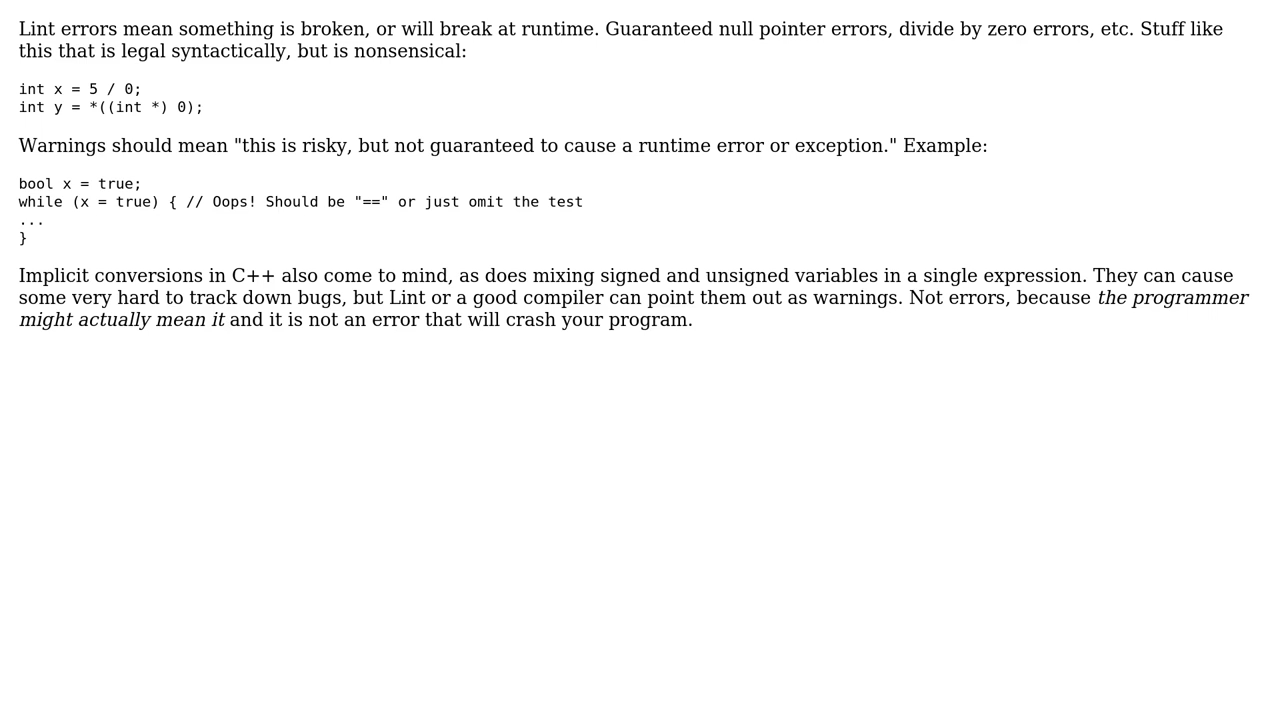 Lint errors mean something is broken, or will break at runtime. Guaranteed null pointer errors, divide by zero errors, etc. Stuff like
this that is legal syntactically, but is nonsensical:
int x = 5 / 0;
int y = *((int *) 0);
Warnings should mean "this is risky, but not guaranteed to cause a runtime error or exception." Example:
bool x = true;
while (x = true) { // Oops! Should be "==" or just omit the test
...
}
Implicit conversions in C++ also come to mind, as does mixing signed and unsigned variables in a single expression. They can cause
some very hard to track down bugs, but Lint or a good compiler can point them out as warnings. Not errors, because the programmer
might actually mean it and it is not an error that will crash your program.